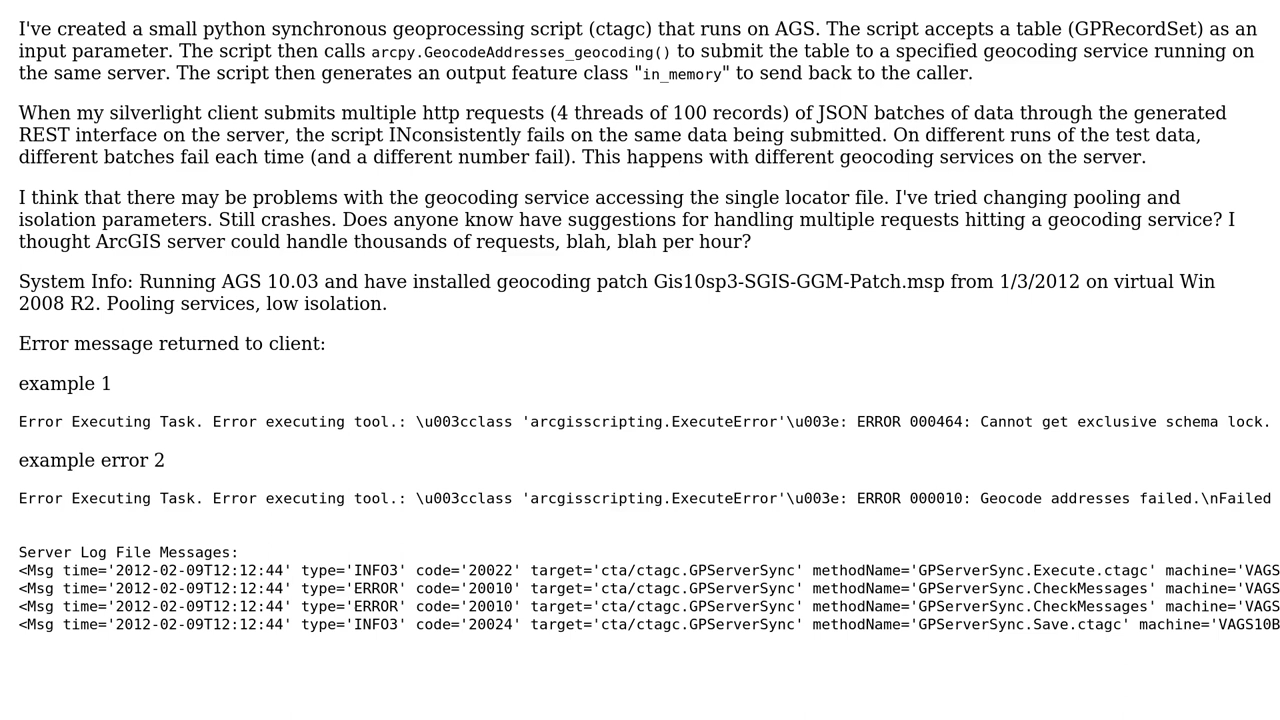 I've created a small python synchronous geoprocessing script (ctagc) that runs on AGS. The script accepts a table (GPRecordSet) as an
input parameter. The script then calls arcpy.GeocodeAddresses_geocoding() to submit the table to a specified geocoding service running on
the same server. The script then generates an output feature class "in_memory" to send back to the caller.
When my silverlight client submits multiple http requests (4 threads of 100 records) of JSON batches of data through the generated
REST interface on the server, the script INconsistently fails on the same data being submitted. On different runs of the test data,
different batches fail each time (and a different number fail). This happens with different geocoding services on the server.
I think that there may be problems with the geocoding service accessing the single locator file. I've tried changing pooling and
isolation parameters. Still crashes. Does anyone know have suggestions for handling multiple requests hitting a geocoding service? I
thought ArcGIS server could handle thousands of requests, blah, blah per hour?
System Info: Running AGS 10.03 and have installed geocoding patch Gis10sp3-SGIS-GGM-Patch.msp from 1/3/2012 on virtual Win
2008 R2. Pooling services, low isolation.
Error message returned to client:
example 1
Error Executing Task. Error executing tool.: \u003cclass 'arcgisscripting.ExecuteError'\u003e: ERROR 000464: Cannot get exclusive schema lock.
example error 2
Error Executing Task. Error executing tool.: \u003cclass 'arcgisscripting.ExecuteError'\u003e: ERROR 000010: Geocode addresses failed.\nFailed
Server Log File Messages:
<Msg time='2012-02-09T12:12:44' type='INFO3' code='20022' target='cta/ctagc.GPServerSync' methodName='GPServerSync.Execute.ctagc' machine='VAGS
<Msg time='2012-02-09T12:12:44' type='ERROR' code='20010' target='cta/ctagc.GPServerSync' methodName='GPServerSync.CheckMessages' machine='VAGS
<Msg time='2012-02-09T12:12:44' type='ERROR' code='20010' target='cta/ctagc.GPServerSync' methodName='GPServerSync.CheckMessages' machine='VAGS
<Msg time='2012-02-09T12:12:44' type='INFO3' code='20024' target='cta/ctagc.GPServerSync' methodName='GPServerSync.Save.ctagc' machine='VAGS10B